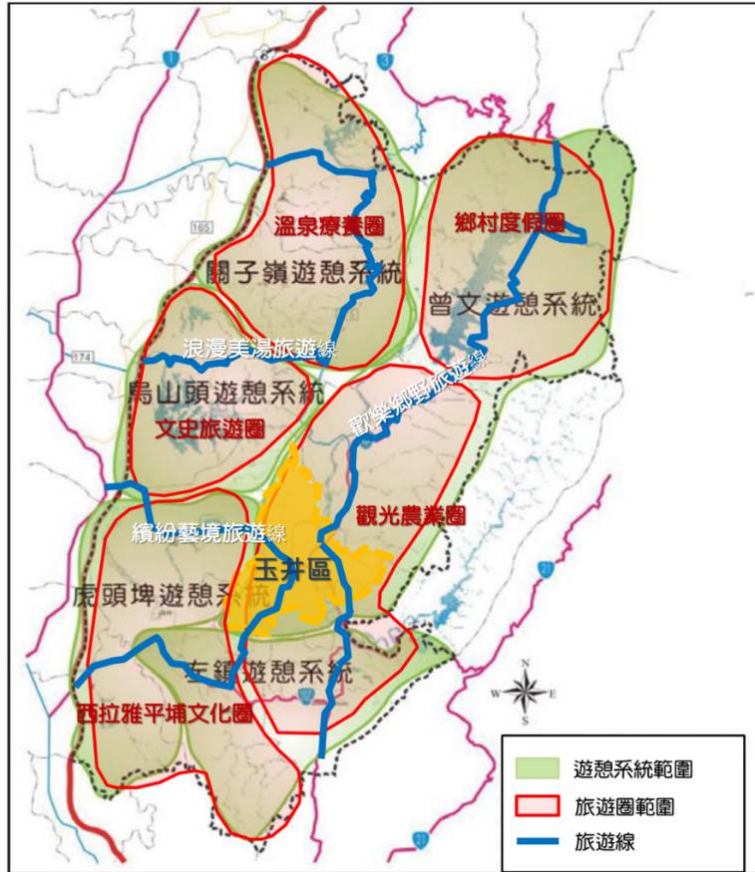 1
3
165
溫泉療養圈
鄉村度假圈
關子嶺遊憩系統
曾文遊憩系統
174
浪漫美湯旅遊線
烏山頭遊憩系統
文史旅遊圈
歡樂鄉野旅遊線
觀光農業圈
繽紛藝境旅遊線
玉井區
虎頭埤遊憩系統
左鎮遊憩系統
西拉雅平埔文化圈
N
W
E
S
遊憩系統範圍
旅遊圈範圍
旅遊線
21